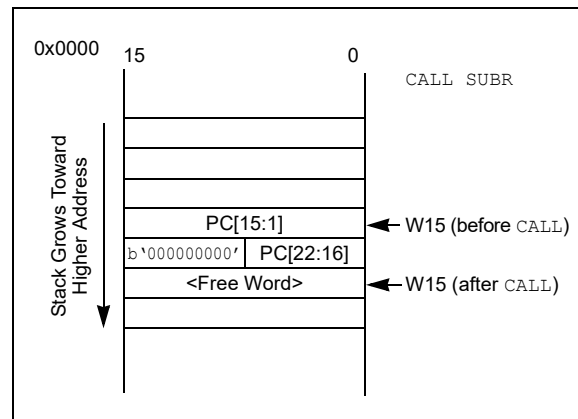 0x0000
15 0
CALL SUBR
Stack Grows Toward
Higher Address
PC[15:1]
W15 (before CALL)
b‘000000000’ PC[22:16]
<Free Word>
W15 (after CALL)